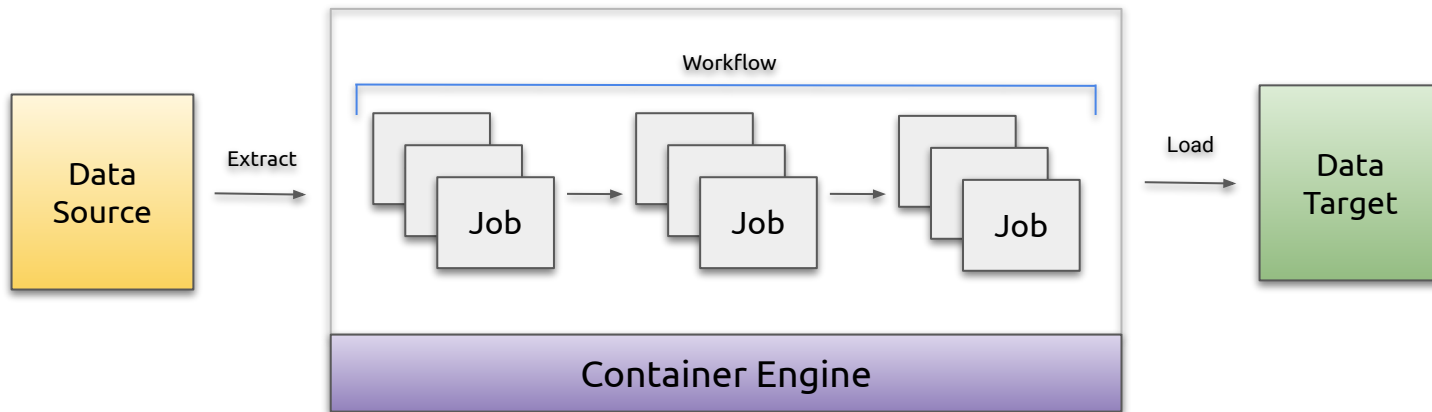 Workflow
Data
Source
Extract
Job
Job
Job
Load
Data
Target
Container Engine